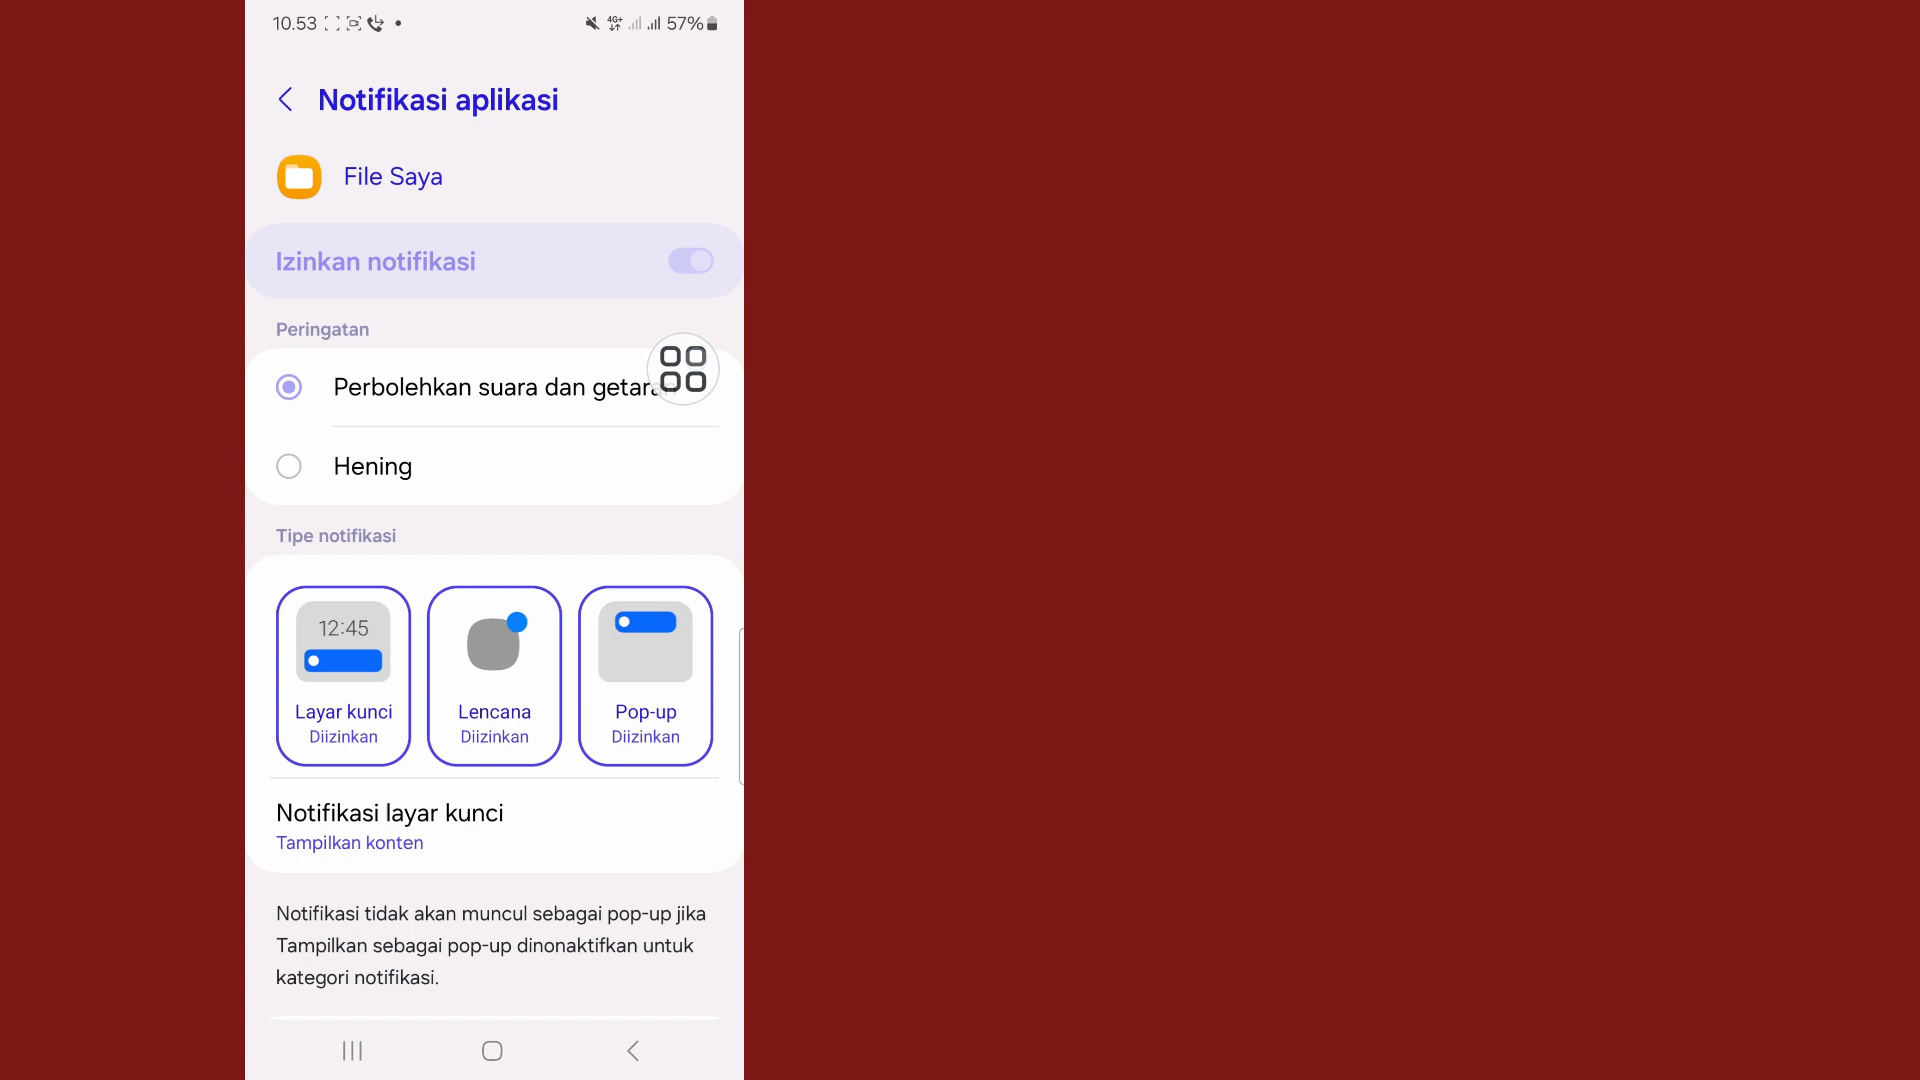 10.53 4G+ 57%
Notifikasi aplikasi
File Saya
Izinkan notifikasi
Peringatan
Perbolehkan suara dan getaran
Hening
Tipe notifikasi
12:45
Layar kunci Lencana Pop-up
Diizinkan Diizinkan Diizinkan
Notifikasi layar kunci
Tampilkan konten
Notifikasi tidak akan muncul sebagai pop-up jika
Tampilkan sebagai pop-up dinonaktifkan untuk
kategori notifikasi.